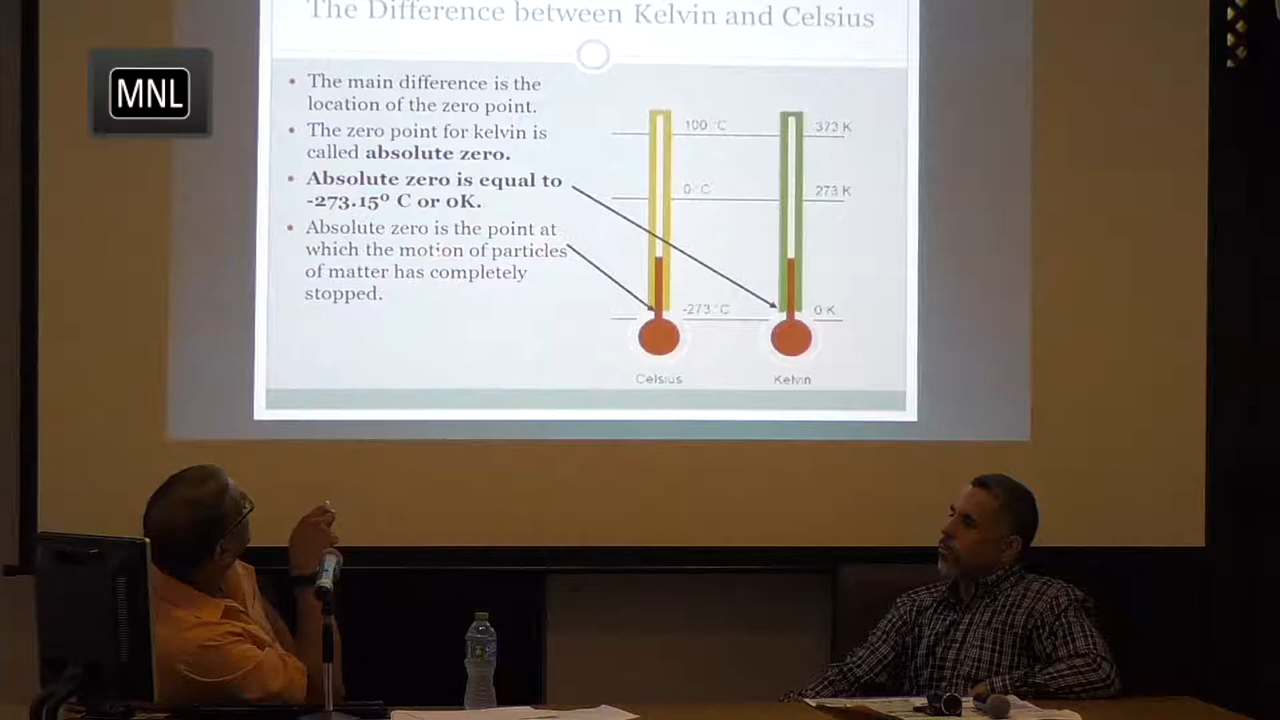 The Difference between Kelvin and Celsius
MNL
• The main difference is the
location of the zero point.
• The zero point for kelvin is
called absolute zero.
• Absolute zero is equal to
-273.15º C or 0K.
• Absolute zero is the point at
which the motion of particles
of matter has completely
stopped.
100 °C
373 K
0 °C
273 K
-273 °C
0 K
Celsius
Kelvin